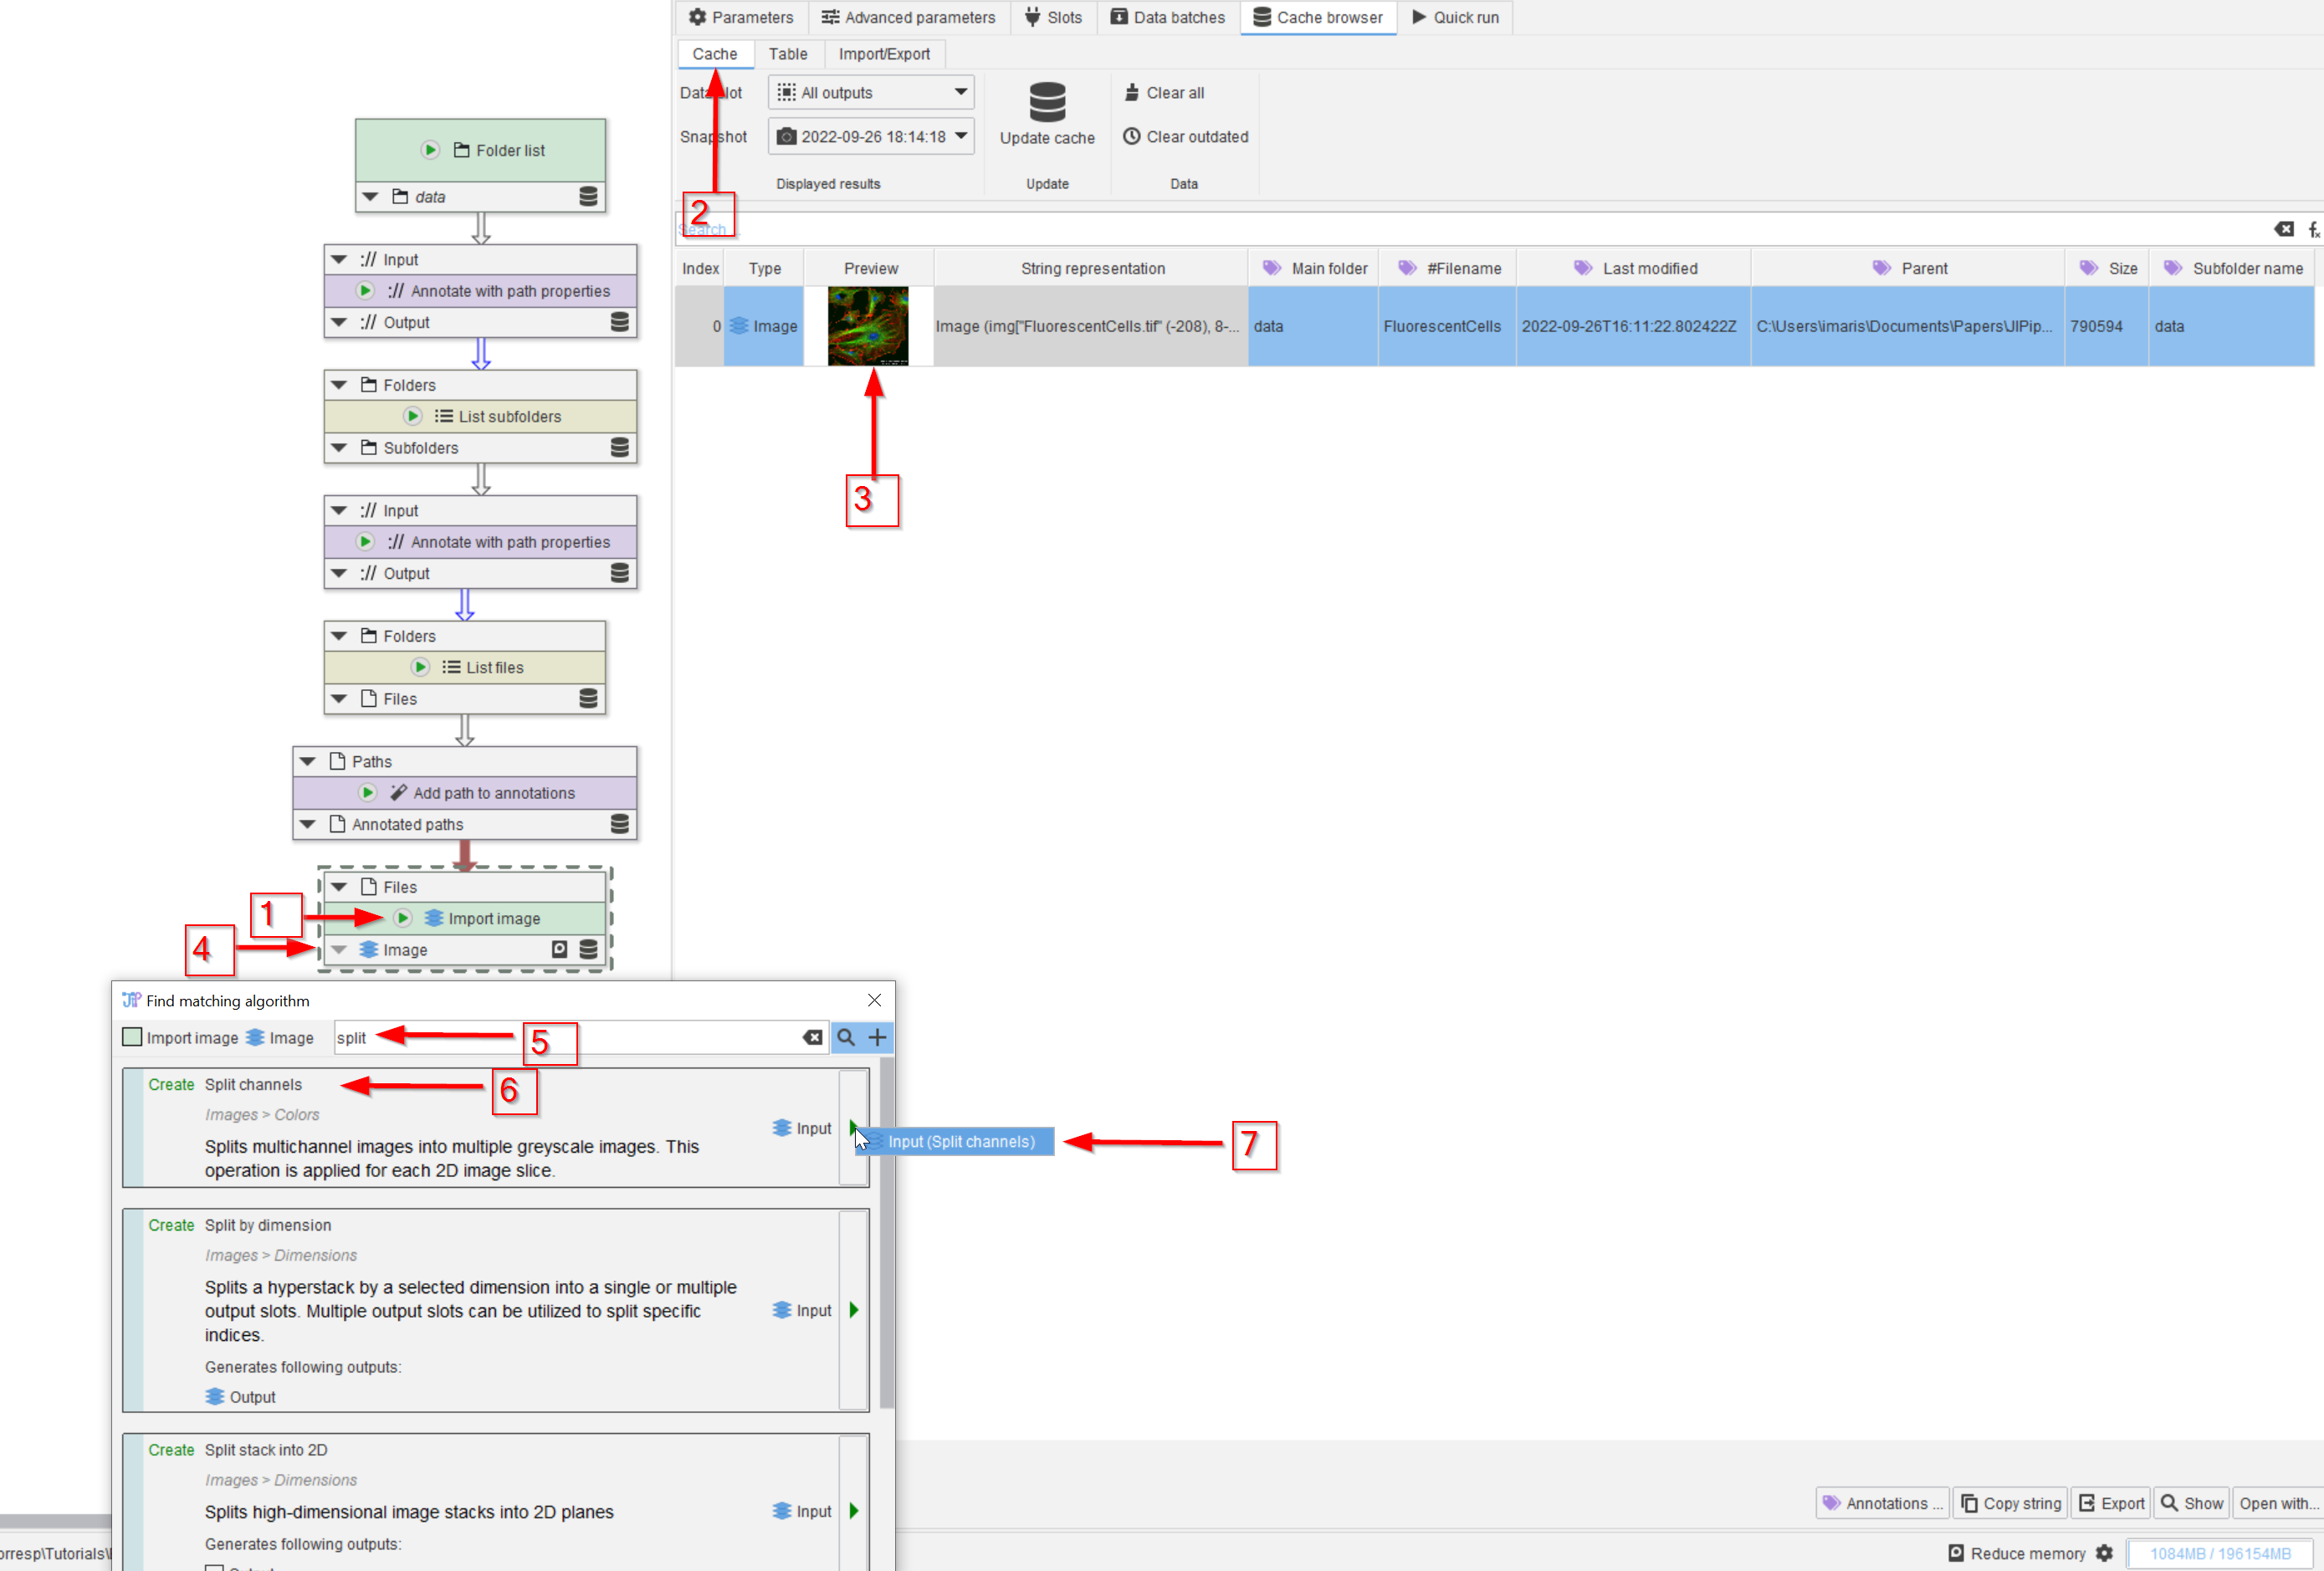 Parameters Advanced parameters Slots Data batches Cache browser Quick run
Cache Table Import/Export
All outputs
Clear all
Snapshot 2022-09-26 18:14:18 Update cache Clear outdated
Displayed results Update Data
2
Search ...
Index Type Preview String representation Main folder #Filename Last modified Parent Size Subfolder name
0 Image Image (img["FluorescentCells.tif" (-208), 8-... data FluorescentCells 2022-09-26T16:11:22.802422Z C:\Users\imaris\Documents\Papers\JIPip... 790594 data
3
Folder list
data
:// Input
:// Annotate with path properties
:// Output
Folders
List subfolders
Subfolders
:// Input
:// Annotate with path properties
:// Output
Folders
List files
Files
Paths
Add path to annotations
Annotated paths
Files
1
Import image
4
Image
JIP Find matching algorithm
Import image Image split
5
Create Split channels
6
Images > Colors
Splits multichannel images into multiple greyscale images. This
operation is applied for each 2D image slice.
Input
Input (Split channels)
7
Create Split by dimension
Images > Dimensions
Splits a hyperstack by a selected dimension into a single or multiple
output slots. Multiple output slots can be utilized to split specific
indices.
Input
Generates following outputs:
Output
Create Split stack into 2D
Images > Dimensions
Splits high-dimensional image stacks into 2D planes
Input
Generates following outputs:
Annotations ... Copy string Export Show Open with...
orresp\Tutorials\
Reduce memory 1084MB / 196154MB